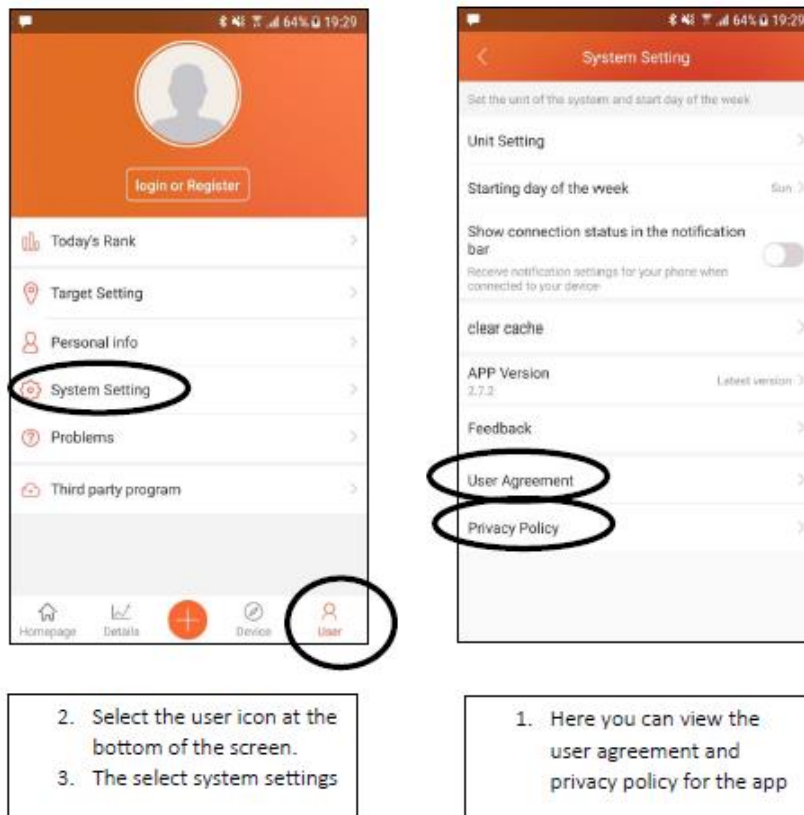 64% 19:29
login or Register
Today's Rank
Target Setting
Personal info
System Setting
Problems
Third party program
Homepage
Details
Device
User
2. Select the user icon at the
bottom of the screen.
3. The select system settings
64% 19:29
System Setting
Set the unit of the system and start day of the week
Unit Setting
Starting day of the week Sun
Show connection status in the notification
bar
Receive notification settings for your phone when
connected to your device
clear cache
APP Version
2.7.2 Latest version
Feedback
User Agreement
Privacy Policy
1. Here you can view the
user agreement and
privacy policy for the app